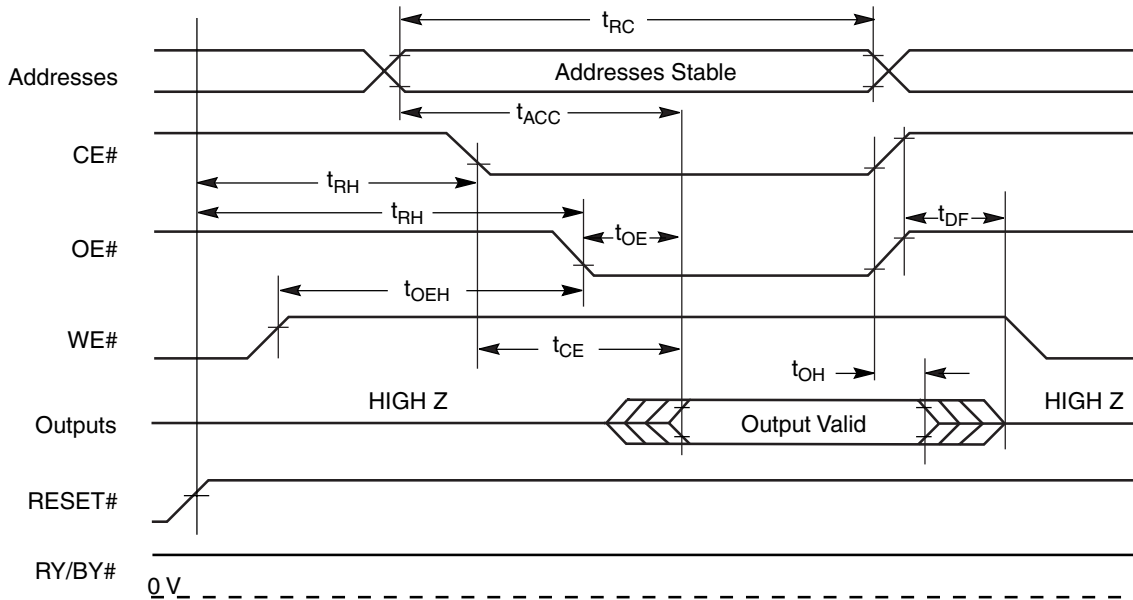 tRC
Addresses
Addresses Stable
tACC
CE#
tRH
tRH
tDF
OE#
tOE
tOEH
WE#
tCE
tOH
HIGH Z
HIGH Z
Outputs
Output Valid
RESET#
RY/BY#
0 V